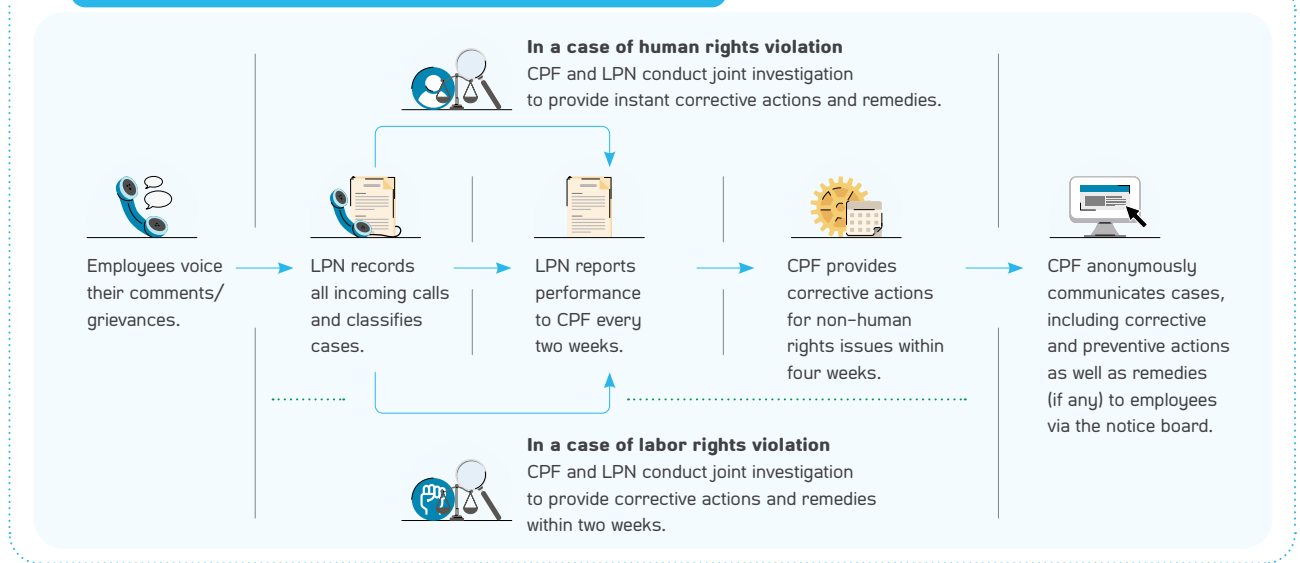 In a case of human rights violation
CPF and LPN conduct joint investigation
to provide instant corrective actions and remedies.
Employees voice
their comments/
grievances.
LPN records
all incoming calls
and classifies
cases.
LPN reports
performance
to CPF every
two weeks.
CPF provides
corrective actions
for non-human
rights issues within
four weeks.
CPF anonymously
communicates cases,
including corrective
and preventive actions
as well as remedies
(if any) to employees
via the notice board.
In a case of labor rights violation
CPF and LPN conduct joint investigation
to provide corrective actions and remedies
within two weeks.